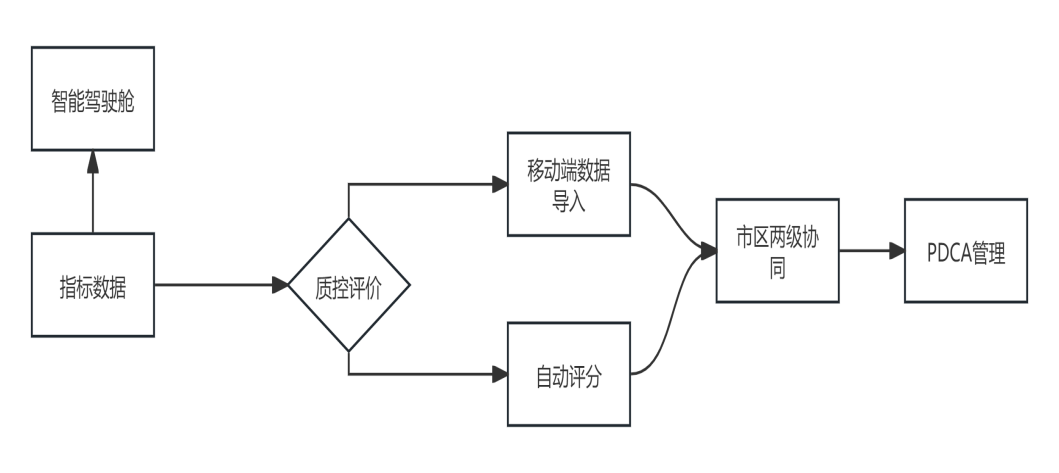 智能驾驶舱
移动端数据
导入
市区两级协
同
PDCA管理
指标数据
质控评价
自动评分